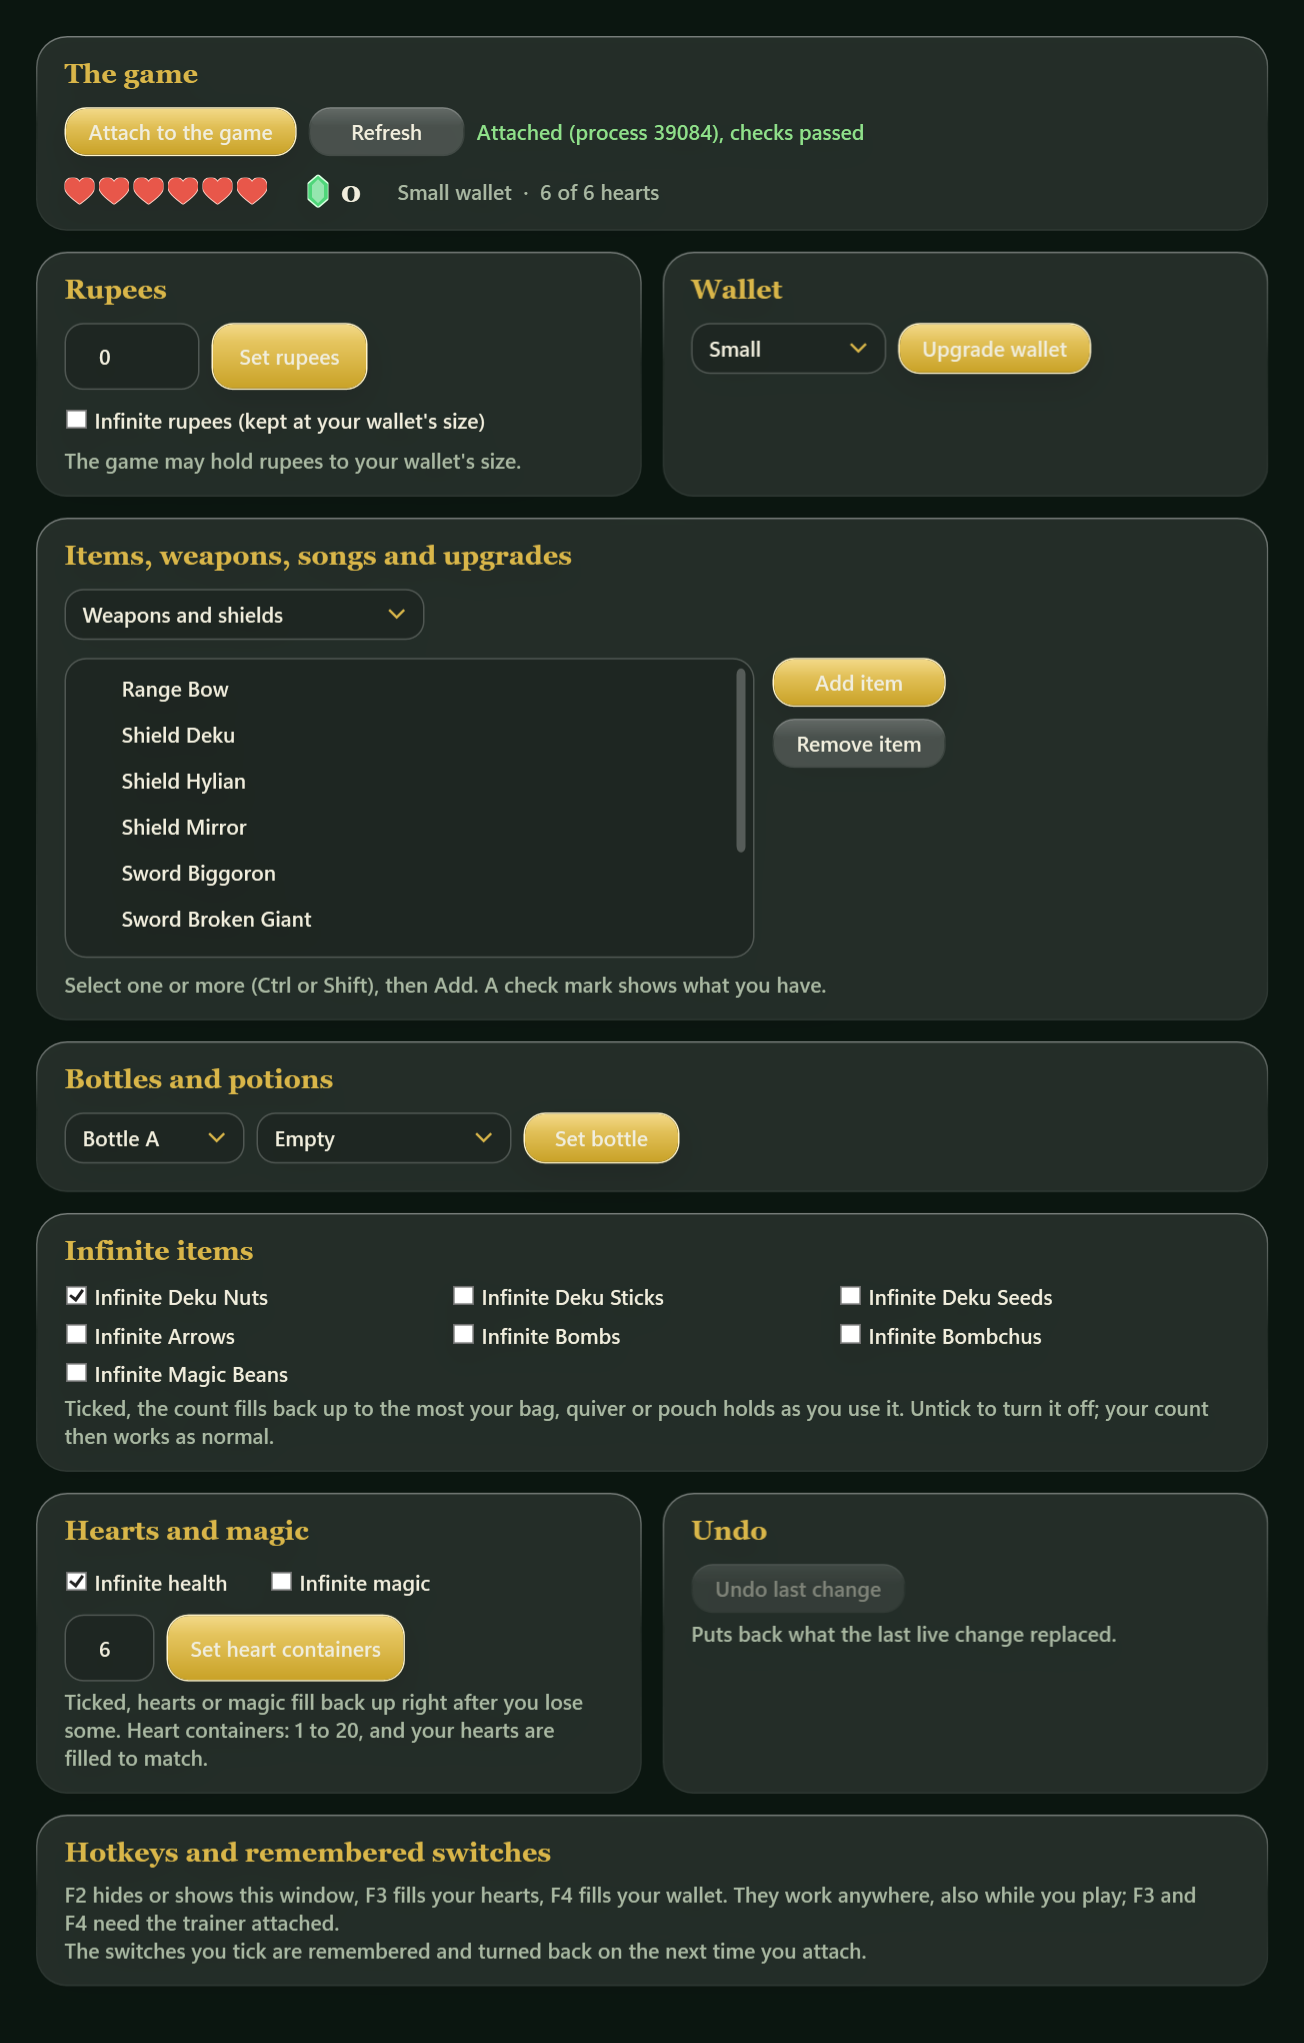 The game
Attach to the game
Refresh
Attached (process 39084), checks passed
0
Small wallet · 6 of 6 hearts
Rupees
0
Set rupees
Infinite rupees (kept at your wallet's size)
The game may hold rupees to your wallet's size.
Wallet
Small
Upgrade wallet
Items, weapons, songs and upgrades
Weapons and shields
Range Bow
Shield Deku
Shield Hylian
Shield Mirror
Sword Biggoron
Sword Broken Giant
Add item
Remove item
Select one or more (Ctrl or Shift), then Add. A check mark shows what you have.
Bottles and potions
Bottle A
Empty
Set bottle
Infinite items
Infinite Deku Nuts
Infinite Deku Sticks
Infinite Deku Seeds
Infinite Arrows
Infinite Bombs
Infinite Bombchus
Infinite Magic Beans
Ticked, the count fills back up to the most your bag, quiver or pouch holds as you use it. Untick to turn it off; your count
then works as normal.
Hearts and magic
Infinite health
Infinite magic
6
Set heart containers
Ticked, hearts or magic fill back up right after you lose
some. Heart containers: 1 to 20, and your hearts are
filled to match.
Undo
Undo last change
Puts back what the last live change replaced.
Hotkeys and remembered switches
F2 hides or shows this window, F3 fills your hearts, F4 fills your wallet. They work anywhere, also while you play; F3 and
F4 need the trainer attached.
The switches you tick are remembered and turned back on the next time you attach.